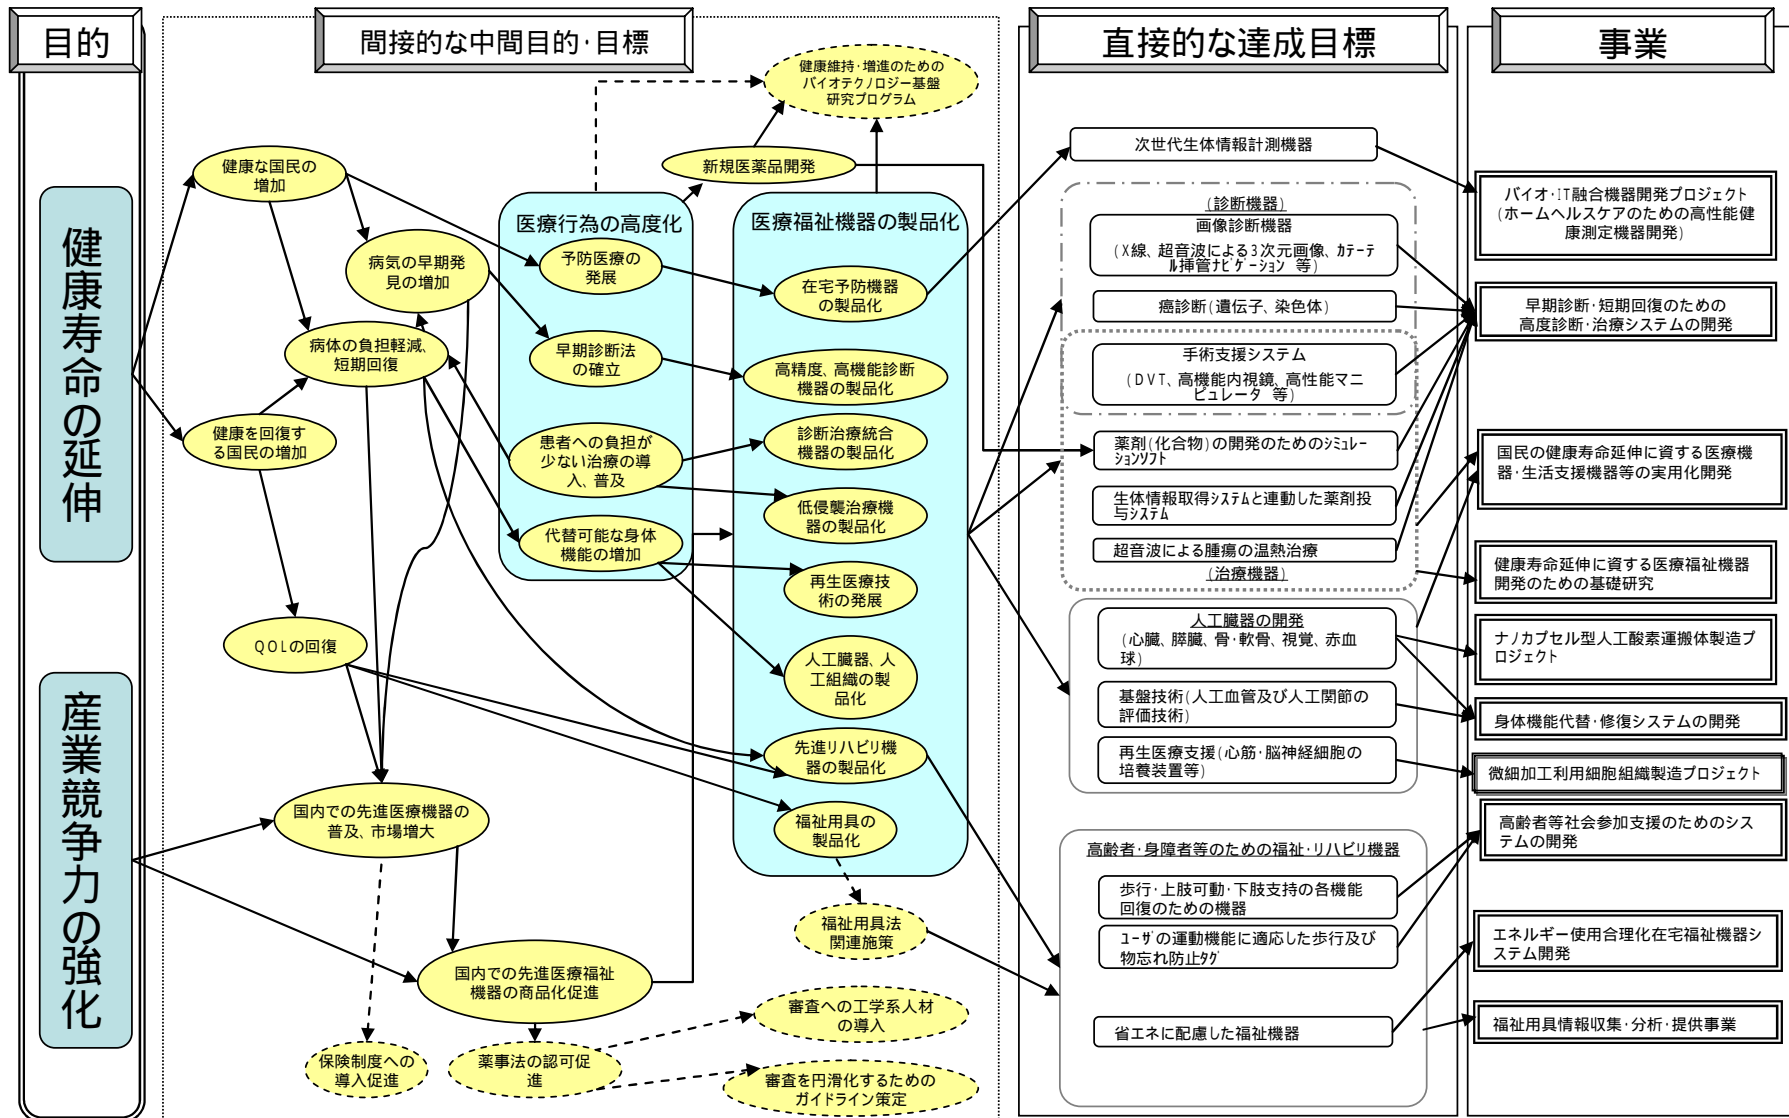 目的
間接的な中間目的・目標
直接的な達成目標
事業
健康寿命の延伸
産業競争力の強化
健康維持・増進のための
バイオテクノロジー基盤
研究プログラム
新規医薬品開発
健康な国民の
増加
病気の早期発
見の増加
病体の負担軽減、
短期回復
健康を回復す
る国民の増加
QOLの回復
国内での先進医療機器の
普及、市場増大
国内での先進医療福祉
機器の商品化促進
保険制度への
導入促進
薬事法の認可促
進
審査への工学系人材
の導入
審査を円滑化するための
ガイドライン策定
医療行為の高度化
予防医療の
発展
早期診断法
の確立
患者への負担が
少ない治療の導
入、普及
代替可能な身体
機能の増加
医療福祉機器の製品化
在宅予防機器
の製品化
高精度、高機能診断
機器の製品化
診断治療統合
機器の製品化
低侵襲治療機
器の製品化
再生医療技
術の発展
人工臓器、人
工組織の製
品化
先進リハビリ機
器の製品化
福祉用具の
製品化
福祉用具法
関連施策
次世代生体情報計測機器
(診断機器)
画像診断機器
(X線、超音波による3次元画像、カテーテ
ル挿管ナビゲーション 等)
癌診断(遺伝子、染色体)
手術支援システム
(DVT、高機能内視鏡、高性能マニ
ピュレータ 等)
薬剤(化合物)の開発のためのシミュレー
ションソフト
生体情報取得システムと連動した薬剤投
与システム
超音波による腫瘍の温熱治療
(治療機器)
人工臓器の開発
(心臓、膵臓、骨・軟骨、視覚、赤血
球)
基盤技術(人工血管及び人工関節の
評価技術)
再生医療支援(心筋・脳神経細胞の
培養装置等)
高齢者・身障者等のための福祉・リハビリ機器
歩行・上肢可動・下肢支持の各機能
回復のための機器
ユーザの運動機能に適応した歩行及び
物忘れ防止タグ
省エネに配慮した福祉機器
バイオ・IT融合機器開発プロジェクト
(ホームヘルスケアのための高性能健
康測定機器開発)
早期診断・短期回復のための
高度診断・治療システムの開発
国民の健康寿命延伸に資する医療機
器・生活支援機器等の実用化開発
健康寿命延伸に資する医療福祉機器
開発のための基礎研究
ナノカプセル型人工酸素運搬体製造プ
ロジェクト
身体機能代替・修復システムの開発
微細加工利用細胞組織製造プロジェクト
高齢者等社会参加支援のためのシス
テムの開発
エネルギー使用合理化在宅福祉機器シ
ステム開発
福祉用具情報収集・分析・提供事業